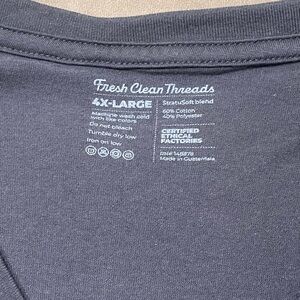 Fresh Clean Threads
4X-LARGE
Machine wash cold
with like colors
Do not bleach
Tumble dry low
Iron on low
StratuSoft blend
60% Cotton
40% Polyester
CERTIFIED
ETHICAL
FACTORIES
Made in Guatemala